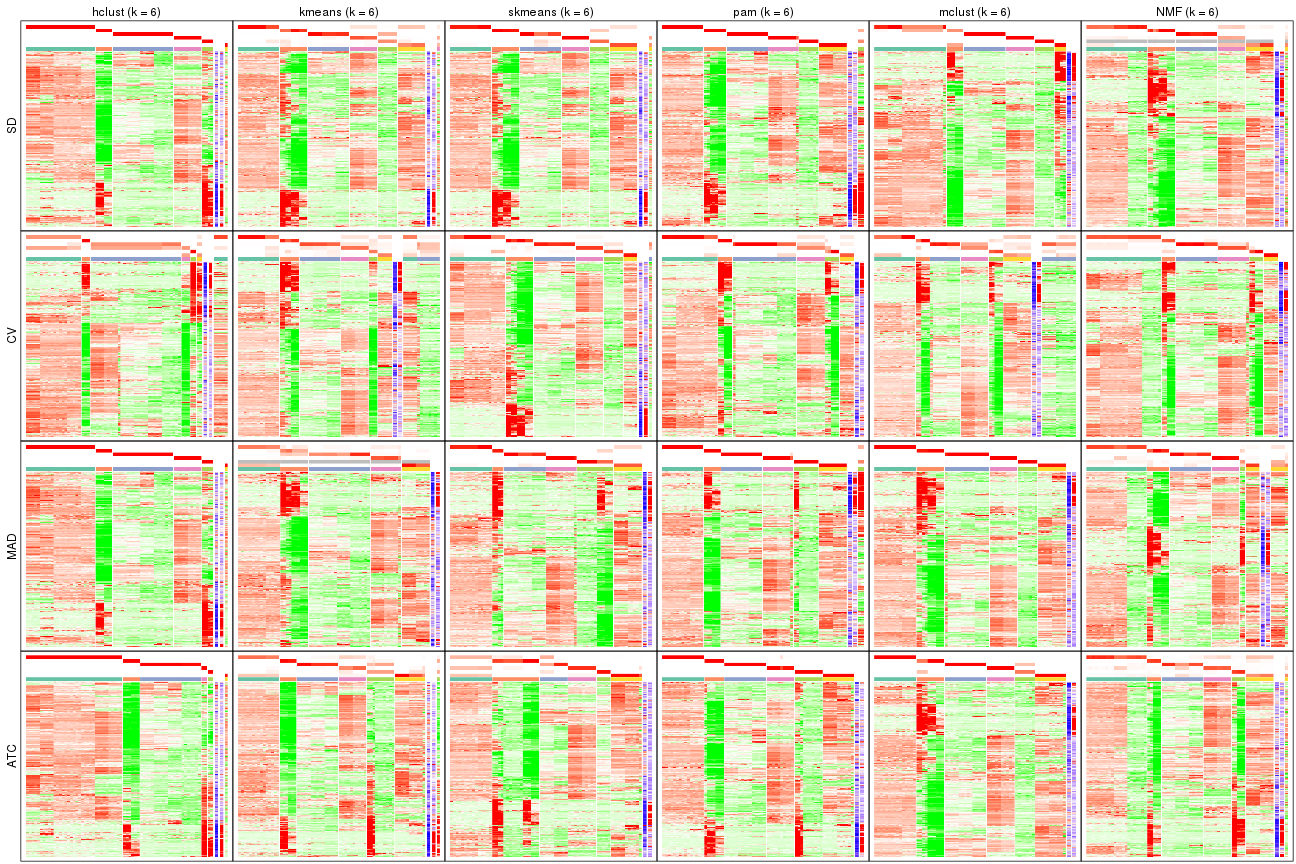 hclust (k = 6) kmeans (k = 6) skmeans (k = 6) pam (k = 6) mclust (k = 6) NMF (k = 6)
SD
CV
MAD
ATC